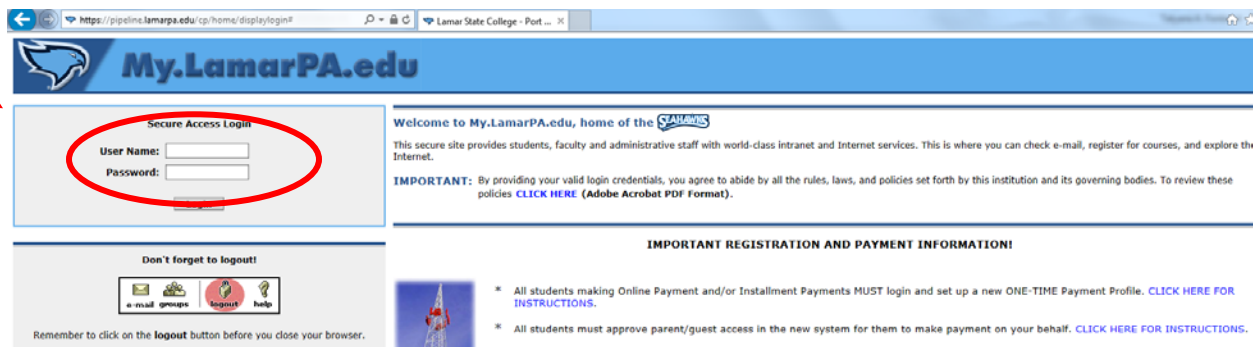 https://pipeline.lamarpa.edu/cp/home/displaylogin#
Lamar State College - Port ...
My.LamarPA.edu
Secure Access Login
User Name:
Password:
Don't forget to logout!
e-mail groups logout help
Remember to click on the logout button before you close your browser.
Welcome to My.LamarPA.edu, home of the SEAHAWKS
This secure site provides students, faculty and administrative staff with world-class intranet and Internet services. This is where you can check e-mail, register for courses, and explore the
Internet.
IMPORTANT: By providing your valid login credentials, you agree to abide by all the rules, laws, and policies set forth by this institution and its governing bodies. To review these
policies CLICK HERE (Adobe Acrobat PDF Format).
IMPORTANT REGISTRATION AND PAYMENT INFORMATION!
* All students making Online Payment and/or Installment Payments MUST login and set up a new ONE-TIME Payment Profile. CLICK HERE FOR
INSTRUCTIONS.
* All students must approve parent/guest access in the new system for them to make payment on your behalf. CLICK HERE FOR INSTRUCTIONS.